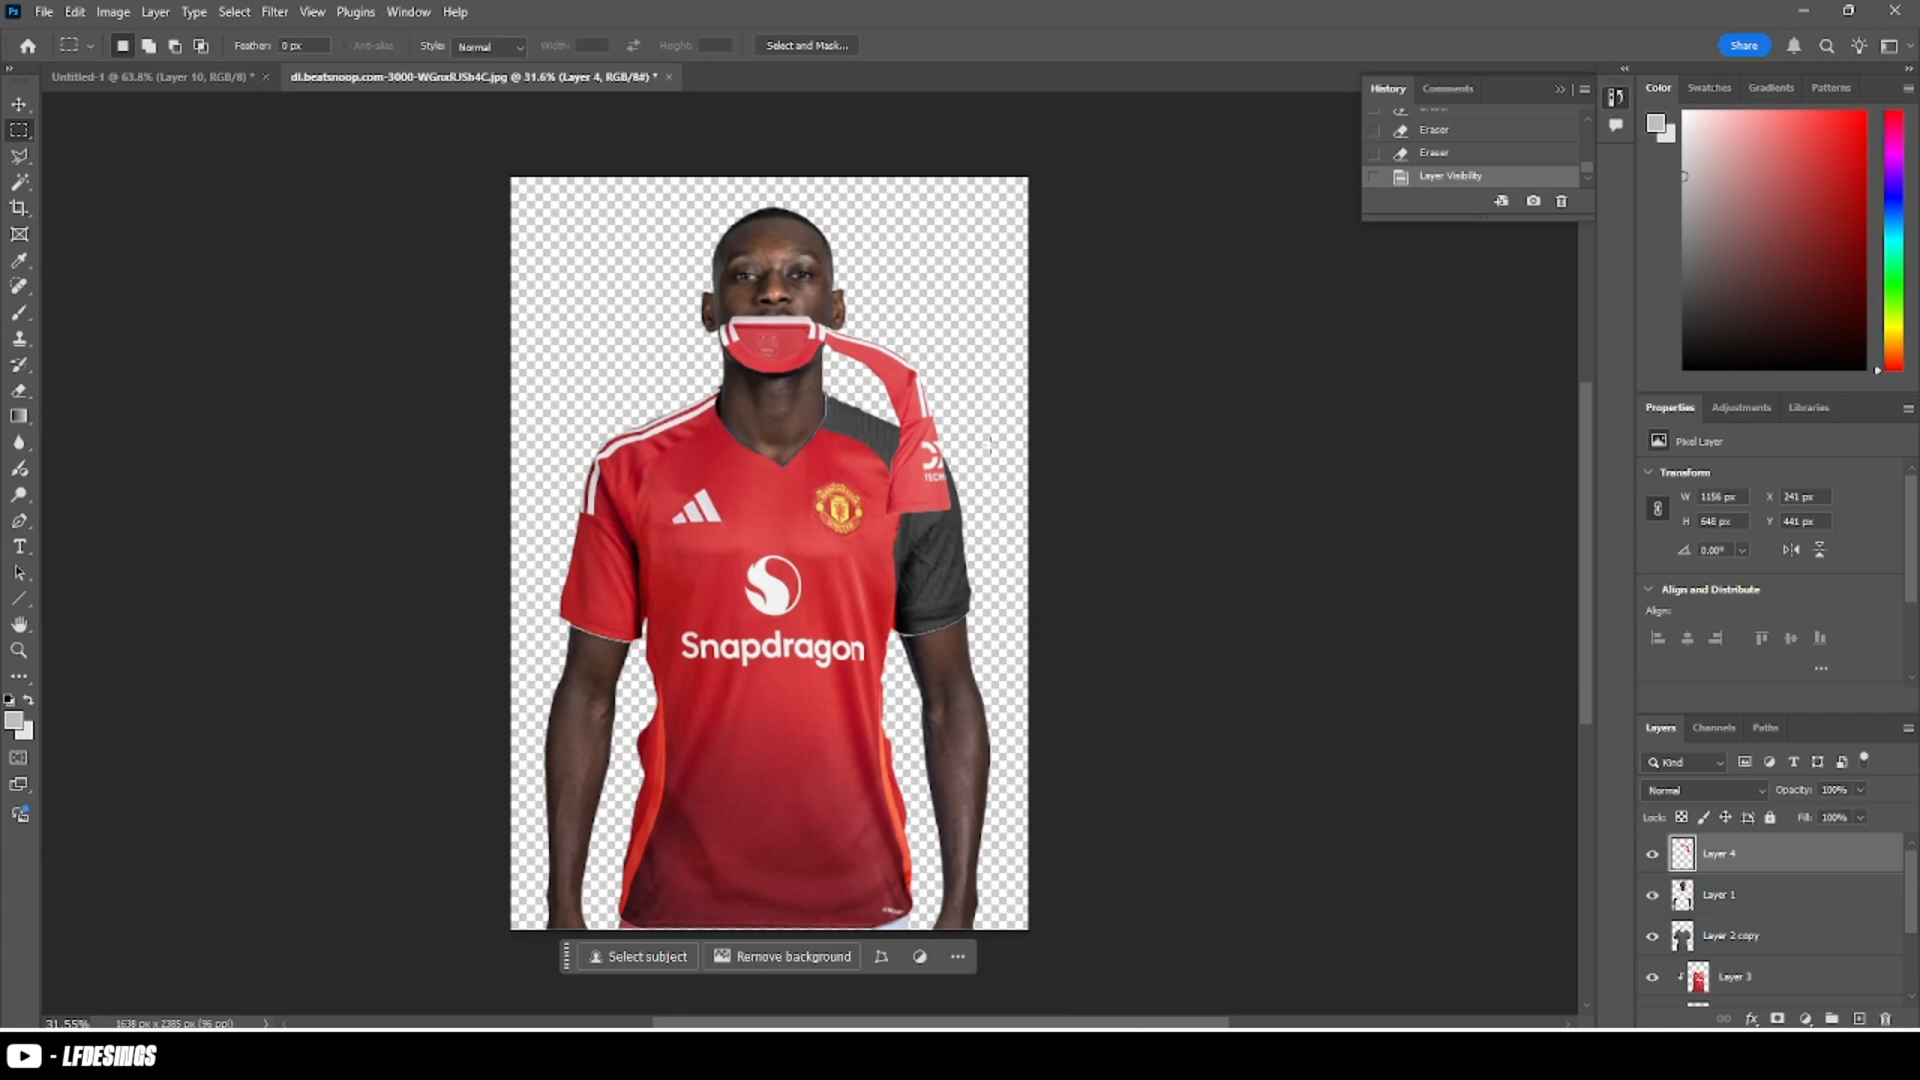 Ps File Edit Image Layer Type Select Filter View Plugins Window Help
Feather: 0 px Anti-alias Style: Normal Width: Height: Select and Mask... Share
Untitled-1 @ 63.8% (Layer 10, RGB/8) * × dl.beatsnoop.com-3000-WGnxRJSh4C.jpg @ 31.6% (Layer 4, RGB/8#) * ×
History Comments
Eraser
Eraser
Layer Visibility
Color Swatches Gradients Patterns
Properties Adjustments Libraries
Pixel Layer
Transform
W 1156 px X 241 px
H 648 px Y 441 px
0.00°
Align and Distribute
Align:
Layers Channels Paths
Kind
Normal Opacity: 100%
Lock: Fill: 100%
Layer 4
Layer 1
Layer 2 copy
Layer 3
TECH
MANCHESTER
UNITED
Snapdragon
Select subject Remove background
31.55% 1638 px x 2385 px (96 ppi)
- LFDESINGS